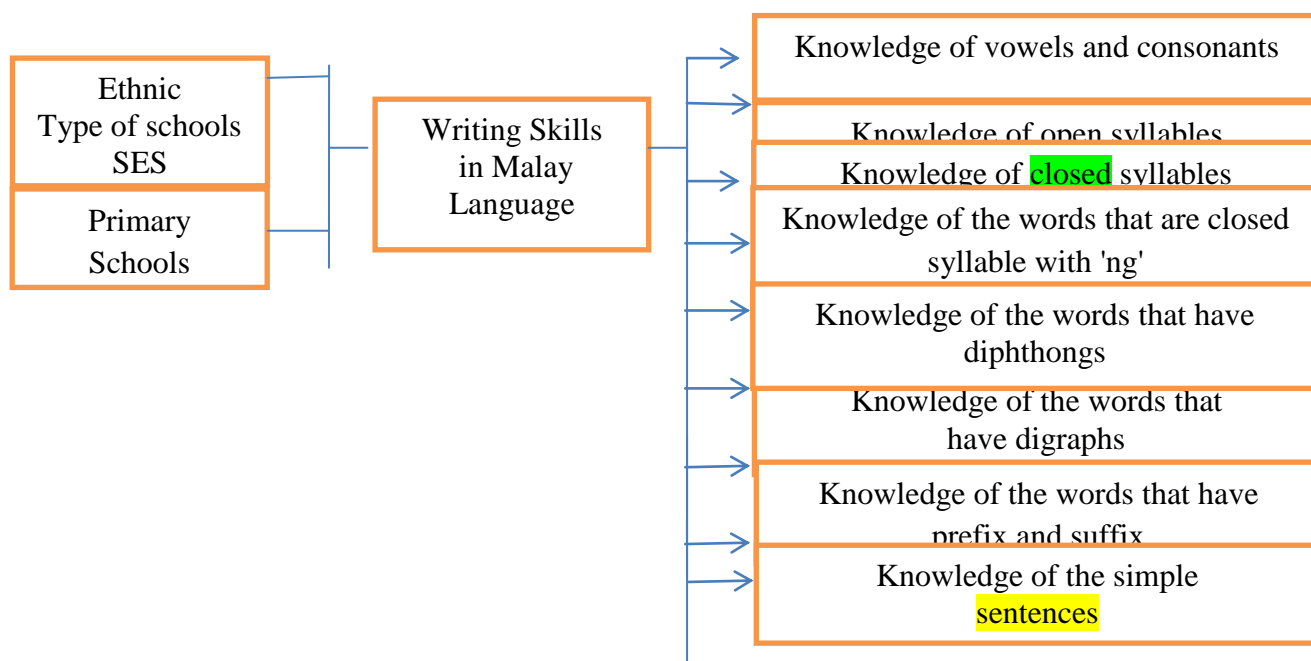 Ethnic
Type of schools
SES
Primary
Schools
Writing Skills
in Malay
Language
Knowledge of vowels and consonants
Knowledge of open syllables
Knowledge of closed syllables
Knowledge of the words that are closed
syllable with 'ng'
Knowledge of the words that have
diphthongs
Knowledge of the words that
have digraphs
Knowledge of the words that have
prefix and suffix
Knowledge of the simple
sentences